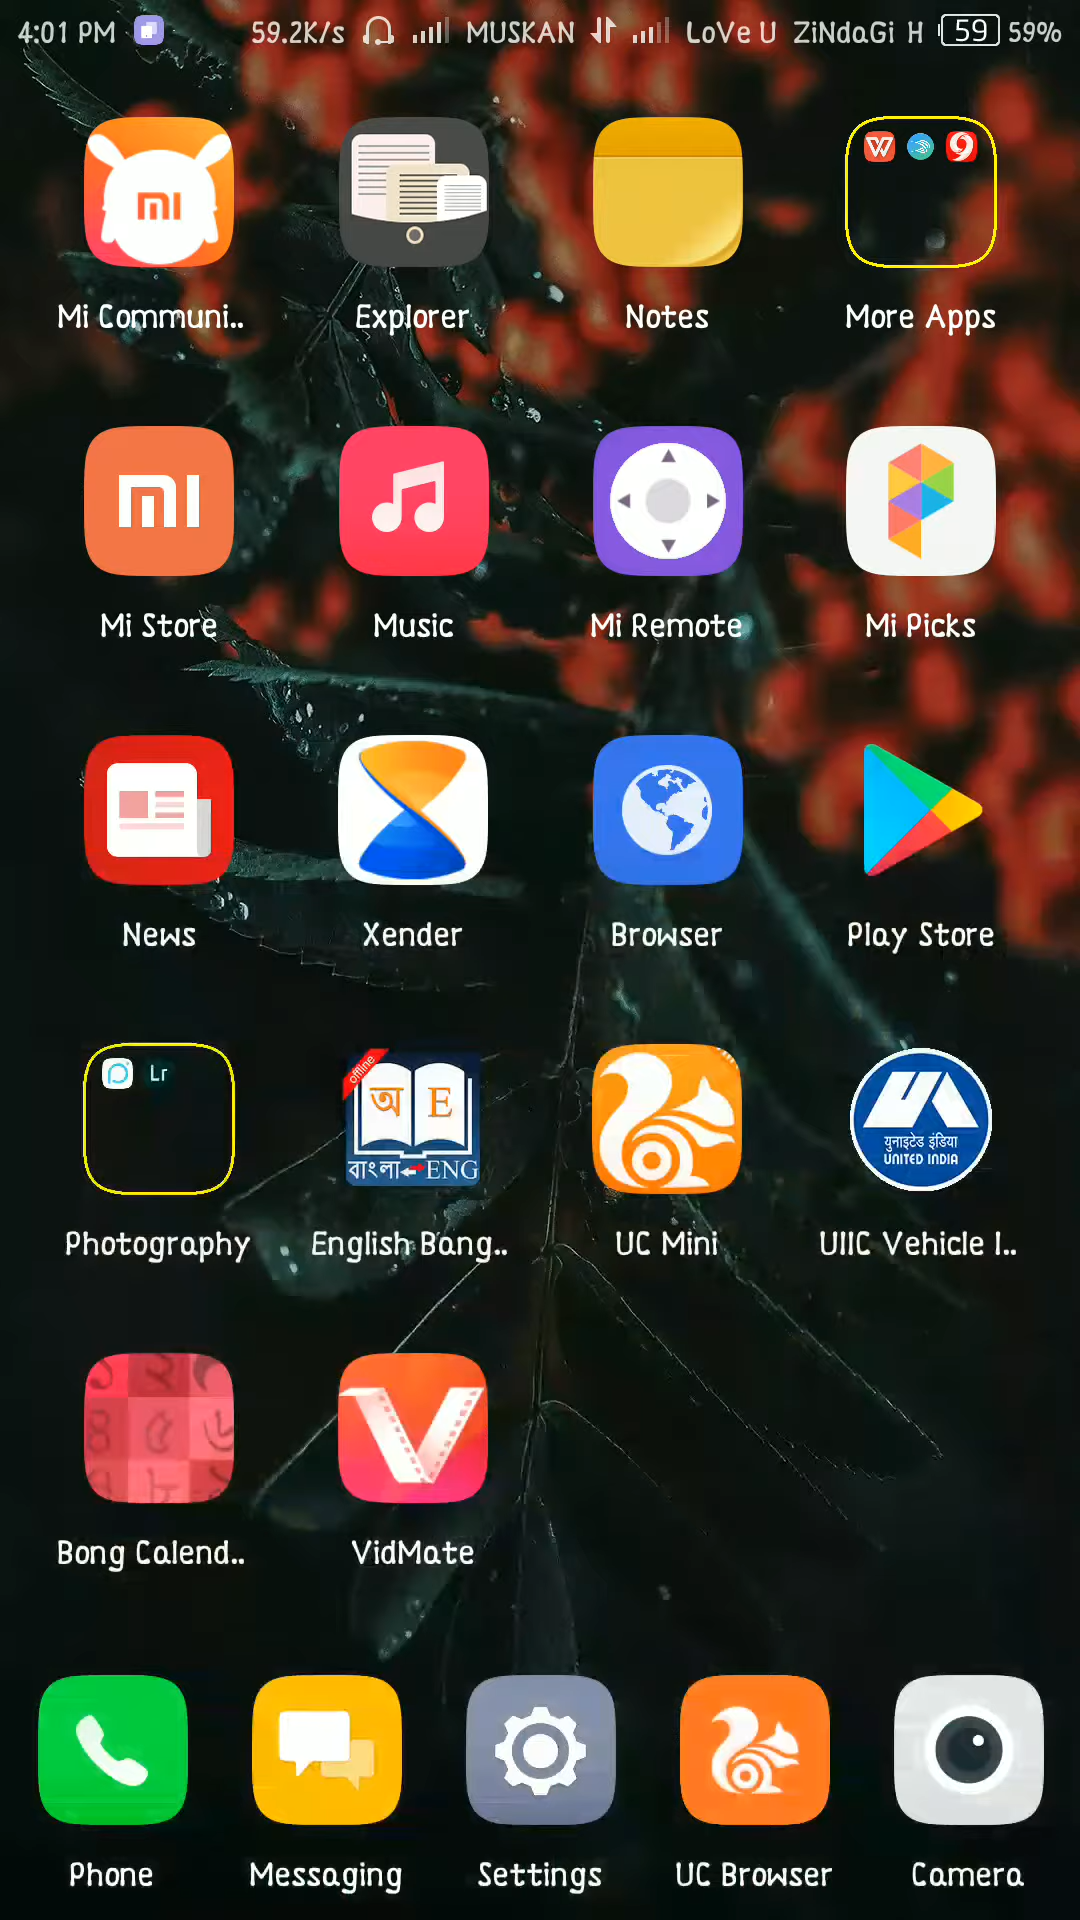 4:01 PM 59.2K/s MUSKAN LoVe U ZiNdaGi H 59 59%
Mi Communi.. Explorer Notes More Apps
Mi Store Music Mi Remote Mi Picks
News Xender Browser Play Store
Lr
offline
অ E
বাংলা ENG
युनाइटेड इंडिया
UNITED INDIA
Photography English Bang.. UC Mini UIIC Vehicle I..
Bong Calend.. VidMate
Phone Messaging Settings UC Browser Camera